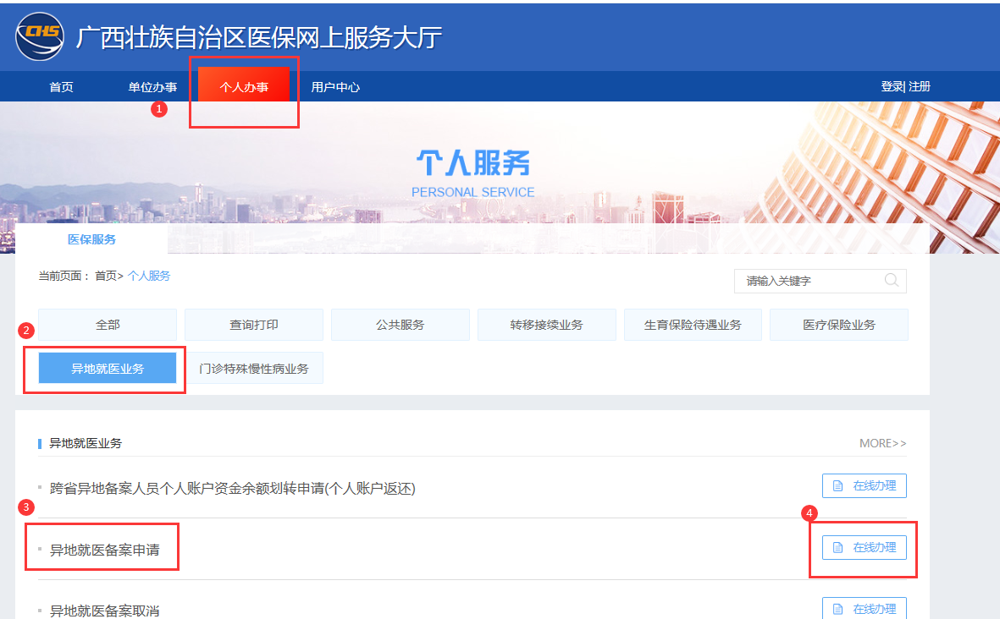 CHS 广西壮族自治区医保网上服务大厅
首页 单位办事 个人办事 用户中心 登录| 注册
1
个人服务
PERSONAL SERVICE
医保服务
当前页面： 首页> 个人服务 请输入关键字
2 全部 查询打印 公共服务 转移接续业务 生育保险待遇业务 医疗保险业务
异地就医业务 门诊特殊慢性病业务
异地就医业务 MORE>>
跨省异地备案人员个人账户资金余额划转申请(个人账户返还) 在线办理
3 4
异地就医备案申请 在线办理
异地就医备案取消 在线办理